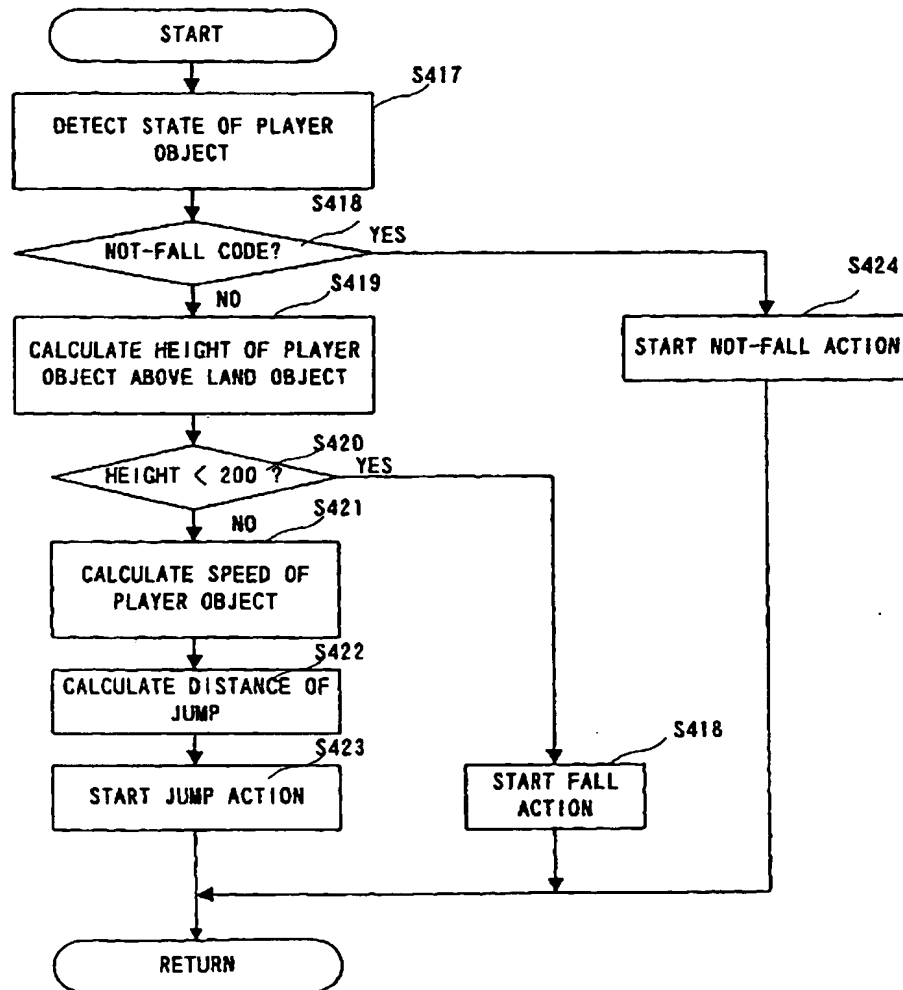 START
S417
DETECT STATE OF PLAYER
OBJECT
S418
NOT-FALL CODE?
YES
NO
S419
S424
CALCULATE HEIGHT OF PLAYER
OBJECT ABOVE LAND OBJECT
START NOT-FALL ACTION
S420
HEIGHT < 200 ?
YES
NO
S421
CALCULATE SPEED OF
PLAYER OBJECT
S422
CALCULATE DISTANCE OF
JUMP
S423
START JUMP ACTION
S418
START FALL
ACTION
RETURN